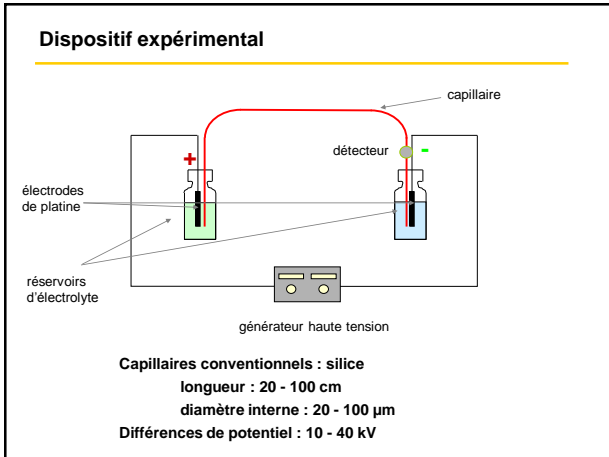 Dispositif expérimental
capillaire
détecteur
+
-
électrodes
de platine
réservoirs
d'électrolyte
générateur haute tension
Capillaires conventionnels : silice
longueur : 20 - 100 cm
diamètre interne : 20 - 100 µm
Différences de potentiel : 10 - 40 kV